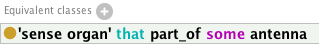 Equivalent classes
'sense organ' that part_of some antenna